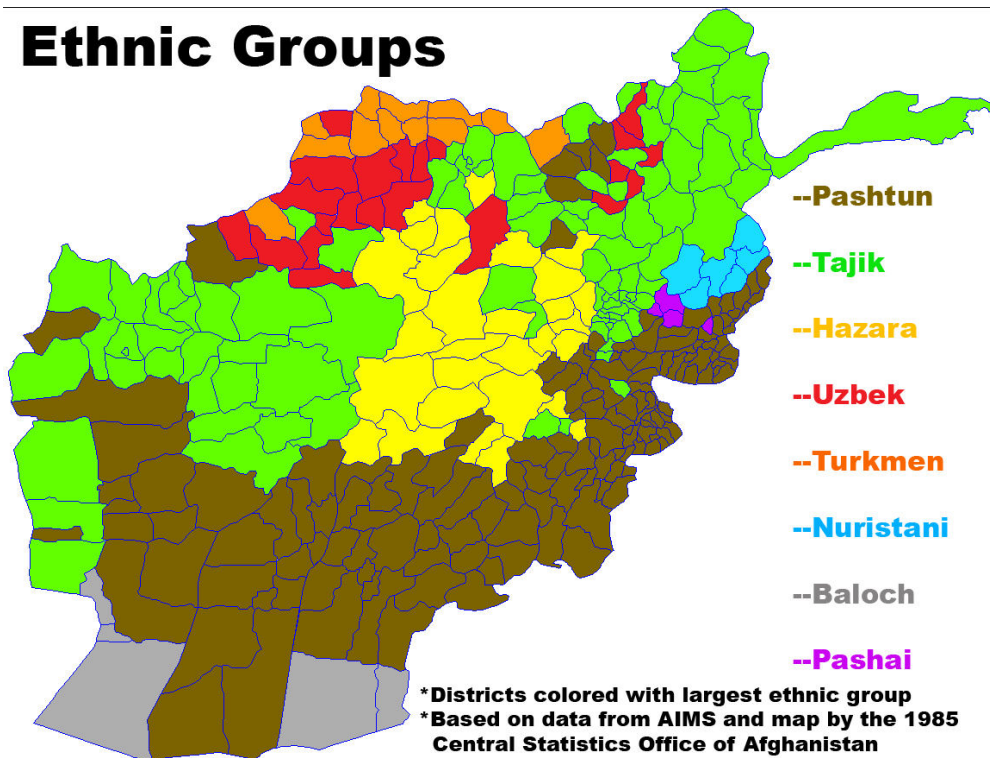 Ethnic Groups
--Pashtun
--Tajik
--Hazara
--Uzbek
--Turkmen
--Nuristani
--Baloch
--Pashai
*Districts colored with largest ethnic group
*Based on data from AIMS and map by the 1985
Central Statistics Office of Afghanistan